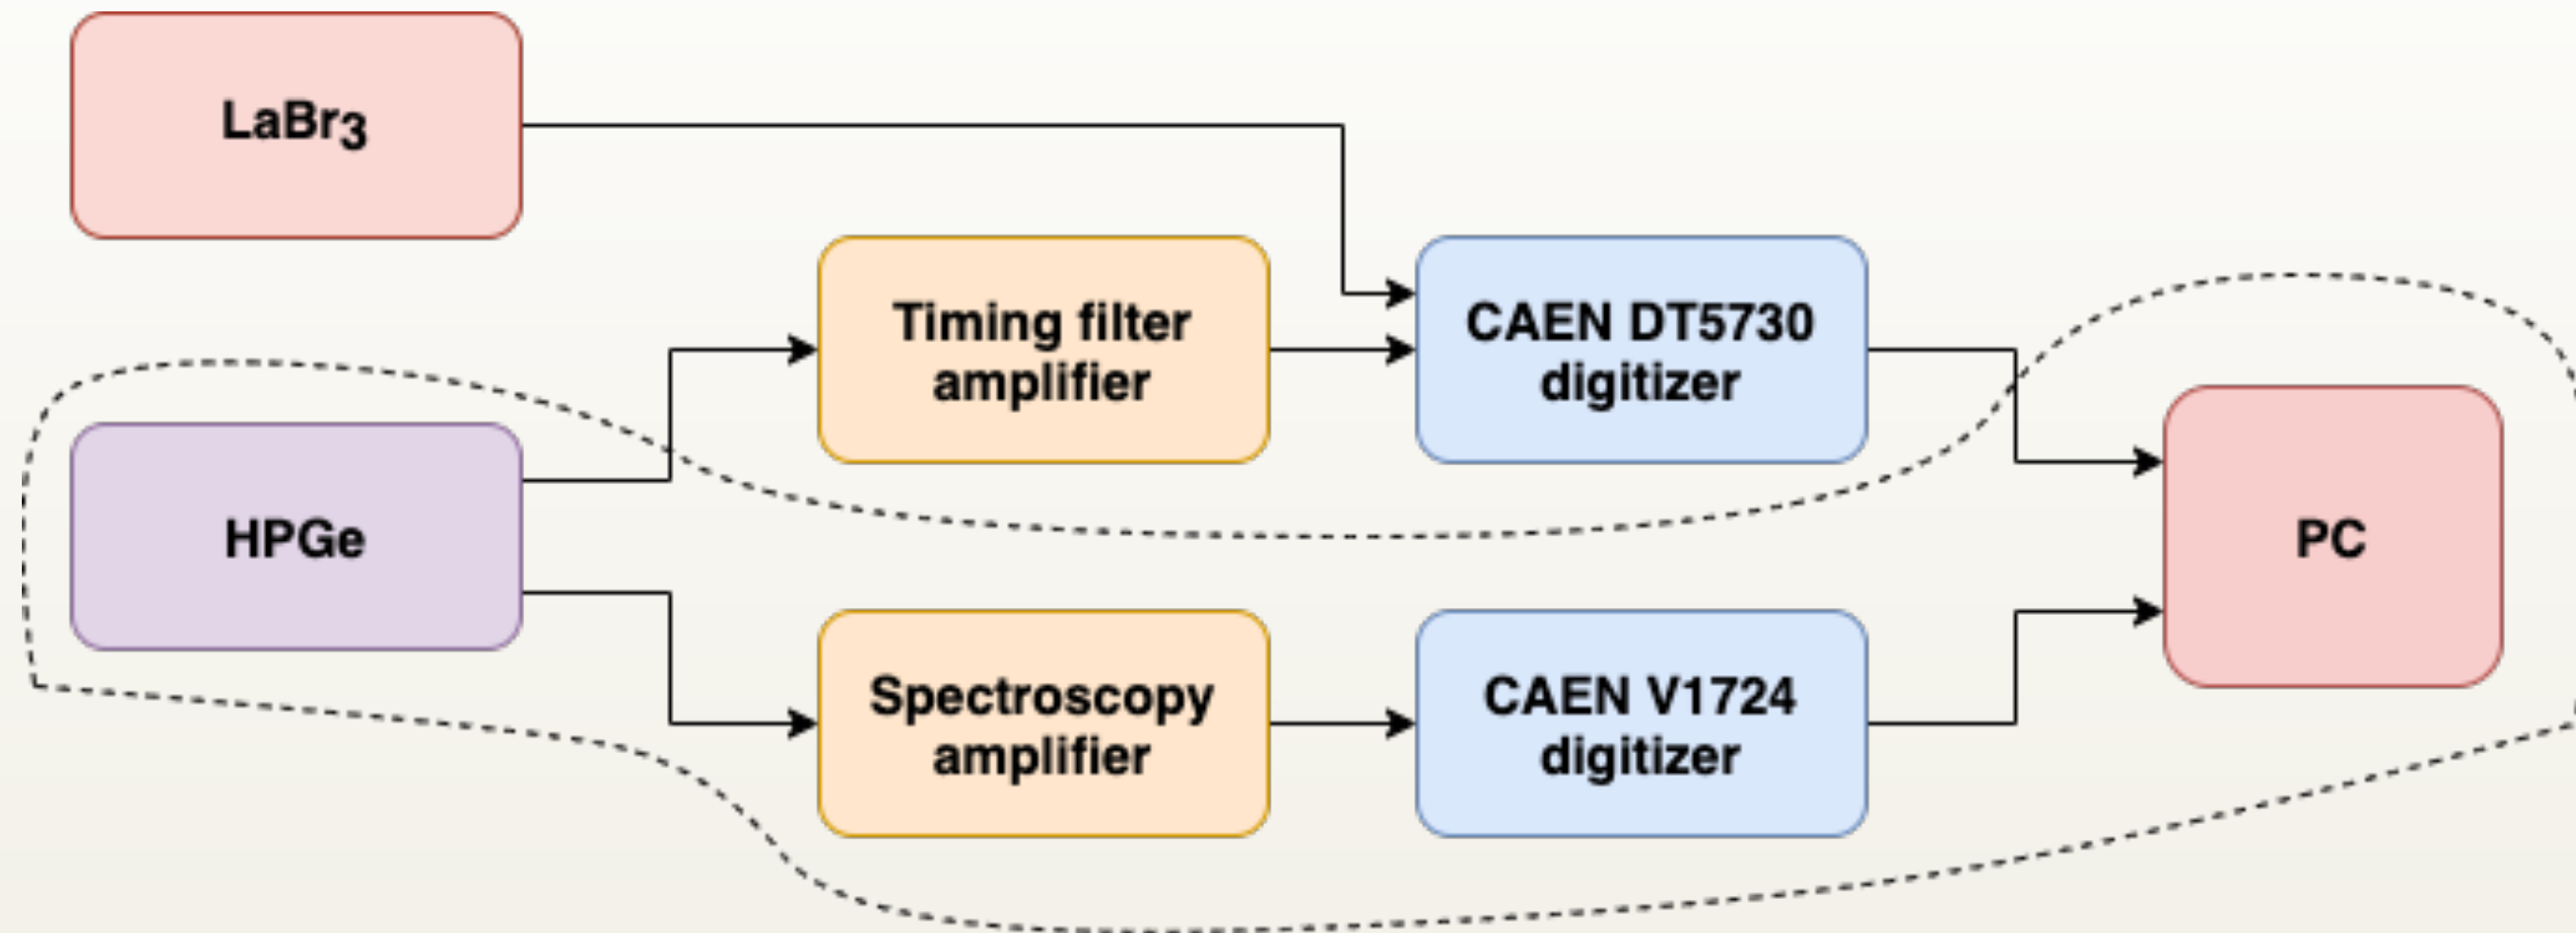 LaBr3
Timing filter
amplifier
CAEN DT5730
digitizer
HPGe
PC
Spectroscopy
amplifier
CAEN V1724
digitizer